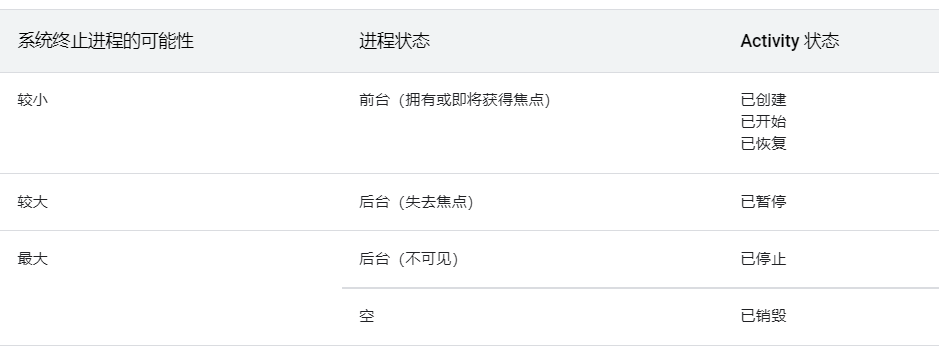 系统终止进程的可能性 进程状态 Activity 状态
较小 前台（拥有或即将获得焦点） 已创建
已开始
已恢复
较大 后台（失去焦点） 已暂停
最大 后台（不可见） 已停止
空 已销毁